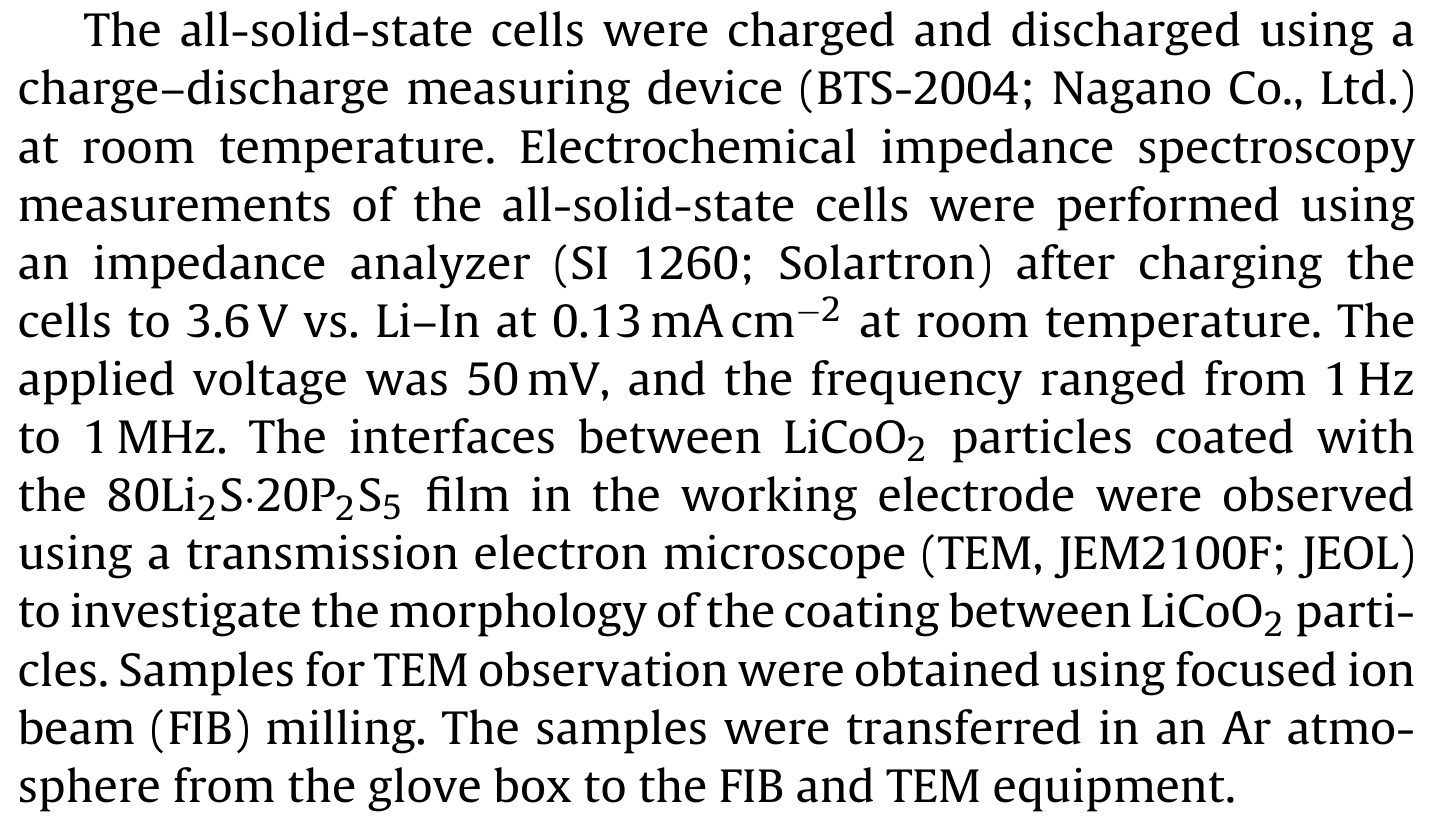 The all-solid-state cells were charged and discharged using a
charge–discharge measuring device (BTS-2004; Nagano Co., Ltd.)
at room temperature. Electrochemical impedance spectroscopy
measurements of the all-solid-state cells were performed using
an impedance analyzer (SI 1260; Solartron) after charging the
cells to 3.6 V vs. Li–In at 0.13 mA cm⁻² at room temperature. The
applied voltage was 50 mV, and the frequency ranged from 1 Hz
to 1 MHz. The interfaces between LiCoO₂ particles coated with
the 80Li₂S·20P₂S₅ film in the working electrode were observed
using a transmission electron microscope (TEM, JEM2100F; JEOL)
to investigate the morphology of the coating between LiCoO₂ parti-
cles. Samples for TEM observation were obtained using focused ion
beam (FIB) milling. The samples were transferred in an Ar atmo-
sphere from the glove box to the FIB and TEM equipment.